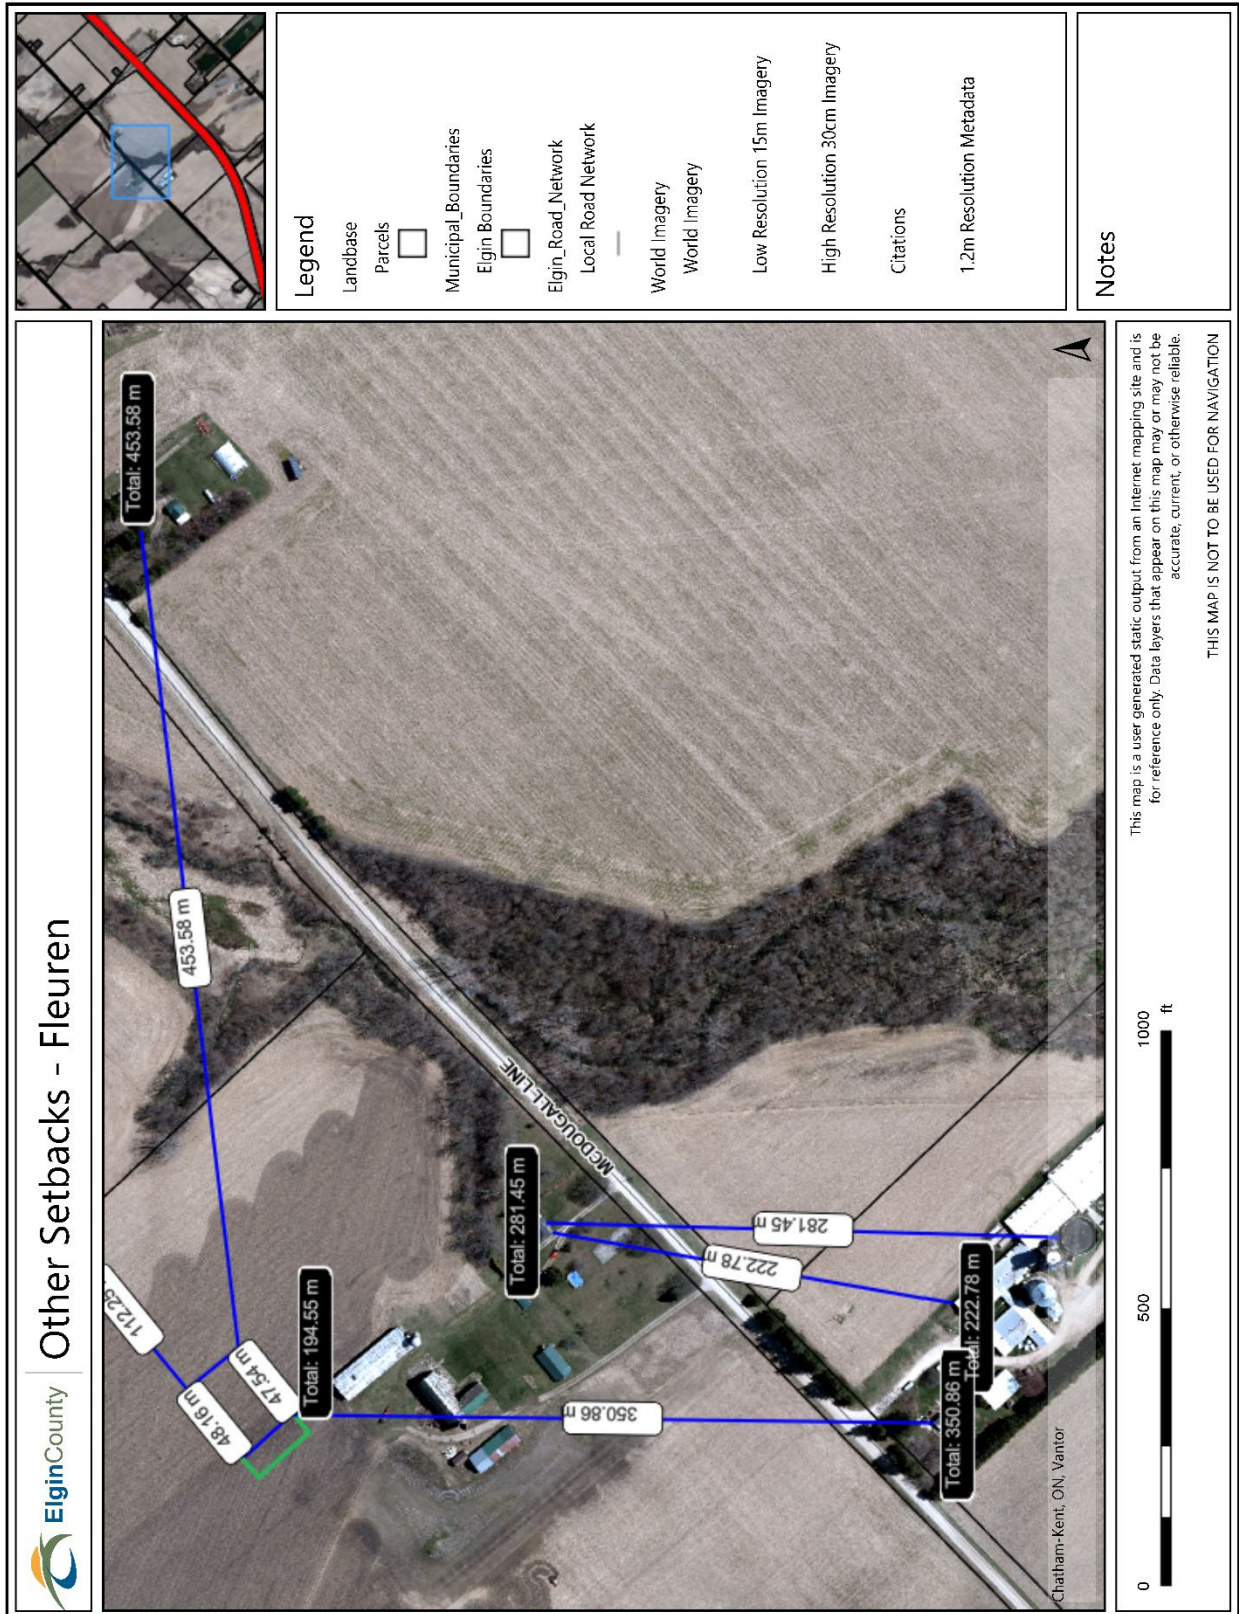 ElginCounty
Other Setbacks - Fleuren
Total: 453.58 m
453.58 m
112.25
48.16 m
47.54 m
Total: 194.55 m
Total: 281.45 m
MCDOUGALL LINE
281.45 m
222.78 m
350.86 m
Total: 222.78 m
Total: 350.86 m
Chatham-Kent, ON, Vantor
Legend
Landbase
Parcels
Municipal_Boundaries
Elgin Boundaries
Elgin_Road_Network
Local Road Network
World Imagery
World Imagery
Low Resolution 15m Imagery
High Resolution 30cm Imagery
Citations
1.2m Resolution Metadata
Notes
0
500
1000
ft
This map is a user generated static output from an Internet mapping site and is
for reference only. Data layers that appear on this map may or may not be
accurate, current, or otherwise reliable.
THIS MAP IS NOT TO BE USED FOR NAVIGATION